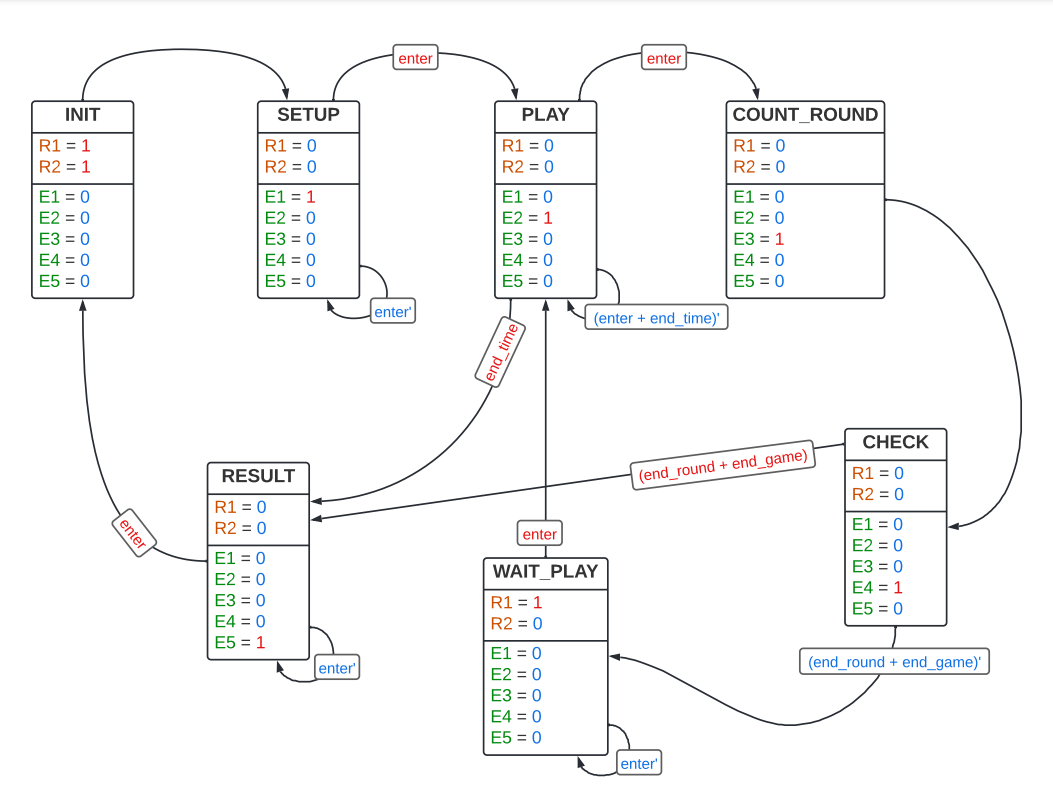 enter
enter
INIT
R1 = 1
R2 = 1
E1 = 0
E2 = 0
E3 = 0
E4 = 0
E5 = 0
SETUP
R1 = 0
R2 = 0
E1 = 1
E2 = 0
E3 = 0
E4 = 0
E5 = 0
enter'
PLAY
R1 = 0
R2 = 0
E1 = 0
E2 = 1
E3 = 0
E4 = 0
E5 = 0
(enter + end_time)'
COUNT_ROUND
R1 = 0
R2 = 0
E1 = 0
E2 = 0
E3 = 1
E4 = 0
E5 = 0
end_time
(end_round + end_game)
CHECK
R1 = 0
R2 = 0
E1 = 0
E2 = 0
E3 = 0
E4 = 1
E5 = 0
(end_round + end_game)'
enter
RESULT
R1 = 0
R2 = 0
E1 = 0
E2 = 0
E3 = 0
E4 = 0
E5 = 1
enter'
enter
WAIT_PLAY
R1 = 1
R2 = 0
E1 = 0
E2 = 0
E3 = 0
E4 = 0
E5 = 0
enter'